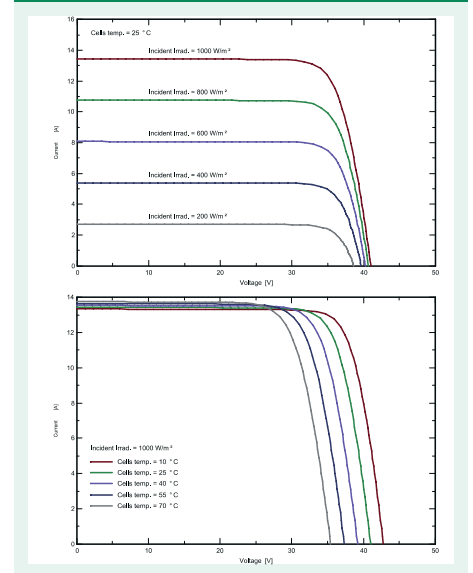 16
Cells temp. = 25 °C
Incident Irrad. = 1000 W/m²
14
12
Incident Irrad. = 800 W/m²
10
Current [A]
Incident Irrad. = 600 W/m²
8
6
Incident Irrad. = 400 W/m²
4
Incident Irrad. = 200 W/m²
2
0
0 10 20 30 40 50
Voltage [V]
14
12
10
8
Current [A]
6
Incident Irrad. = 1000 W/m²
Cells temp. = 10 °C
4
Cells temp. = 25 °C
Cells temp. = 40 °C
Cells temp. = 55 °C
2
Cells temp. = 70 °C
0
0 10 20 30 40 50
Voltage [V]